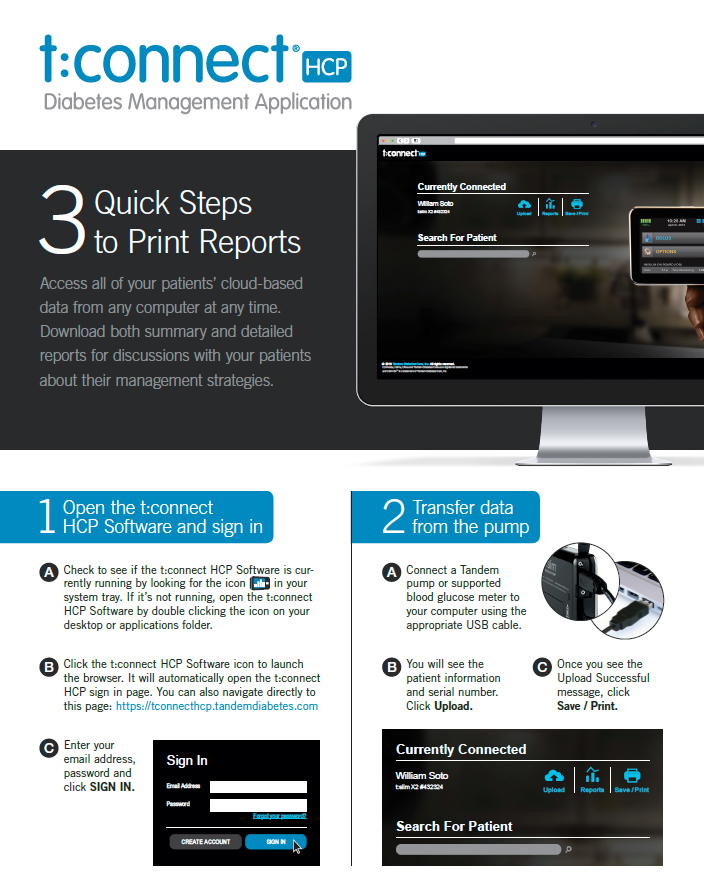 t:connect® HCP
Diabetes Management Application
3 Quick Steps
to Print Reports
Access all of your patients' cloud-based
data from any computer at any time.
Download both summary and detailed
reports for discussions with your patients
about their management strategies.
t:connect HCP
Currently Connected
William Soto
t:slim X2 #432324
Upload Reports Save / Print
Search For Patient
10:20 AM
BOLUS
OPTIONS
1 Open the t:connect
HCP Software and sign in
A Check to see if the t:connect HCP Software is cur-
rently running by looking for the icon in your
system tray. If it's not running, open the t:connect
HCP Software by double clicking the icon on your
desktop or applications folder.
B Click the t:connect HCP Software icon to launch
the browser. It will automatically open the t:connect
HCP sign in page. You can also navigate directly to
this page: https://tconnecthcp.tandemdiabetes.com
C Enter your
email address,
password and
click SIGN IN.
Sign In
Email Address
Password
Forgot your password?
CREATE ACCOUNT
SIGN IN
2 Transfer data
from the pump
A Connect a Tandem
pump or supported
blood glucose meter to
your computer using the
appropriate USB cable.
B You will see the
patient information
and serial number.
Click Upload.
C Once you see the
Upload Successful
message, click
Save / Print.
Currently Connected
William Soto
t:slim X2 #432324
Upload Reports Save / Print
Search For Patient